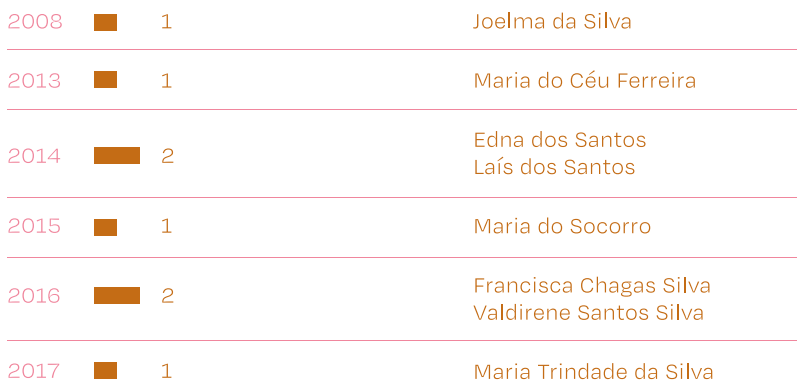 2008 1 Joelma da Silva
2013 1 Maria do Céu Ferreira
2014 2 Edna dos Santos
Laís dos Santos
2015 1 Maria do Socorro
2016 2 Francisca Chagas Silva
Valdirene Santos Silva
2017 1 Maria Trindade da Silva